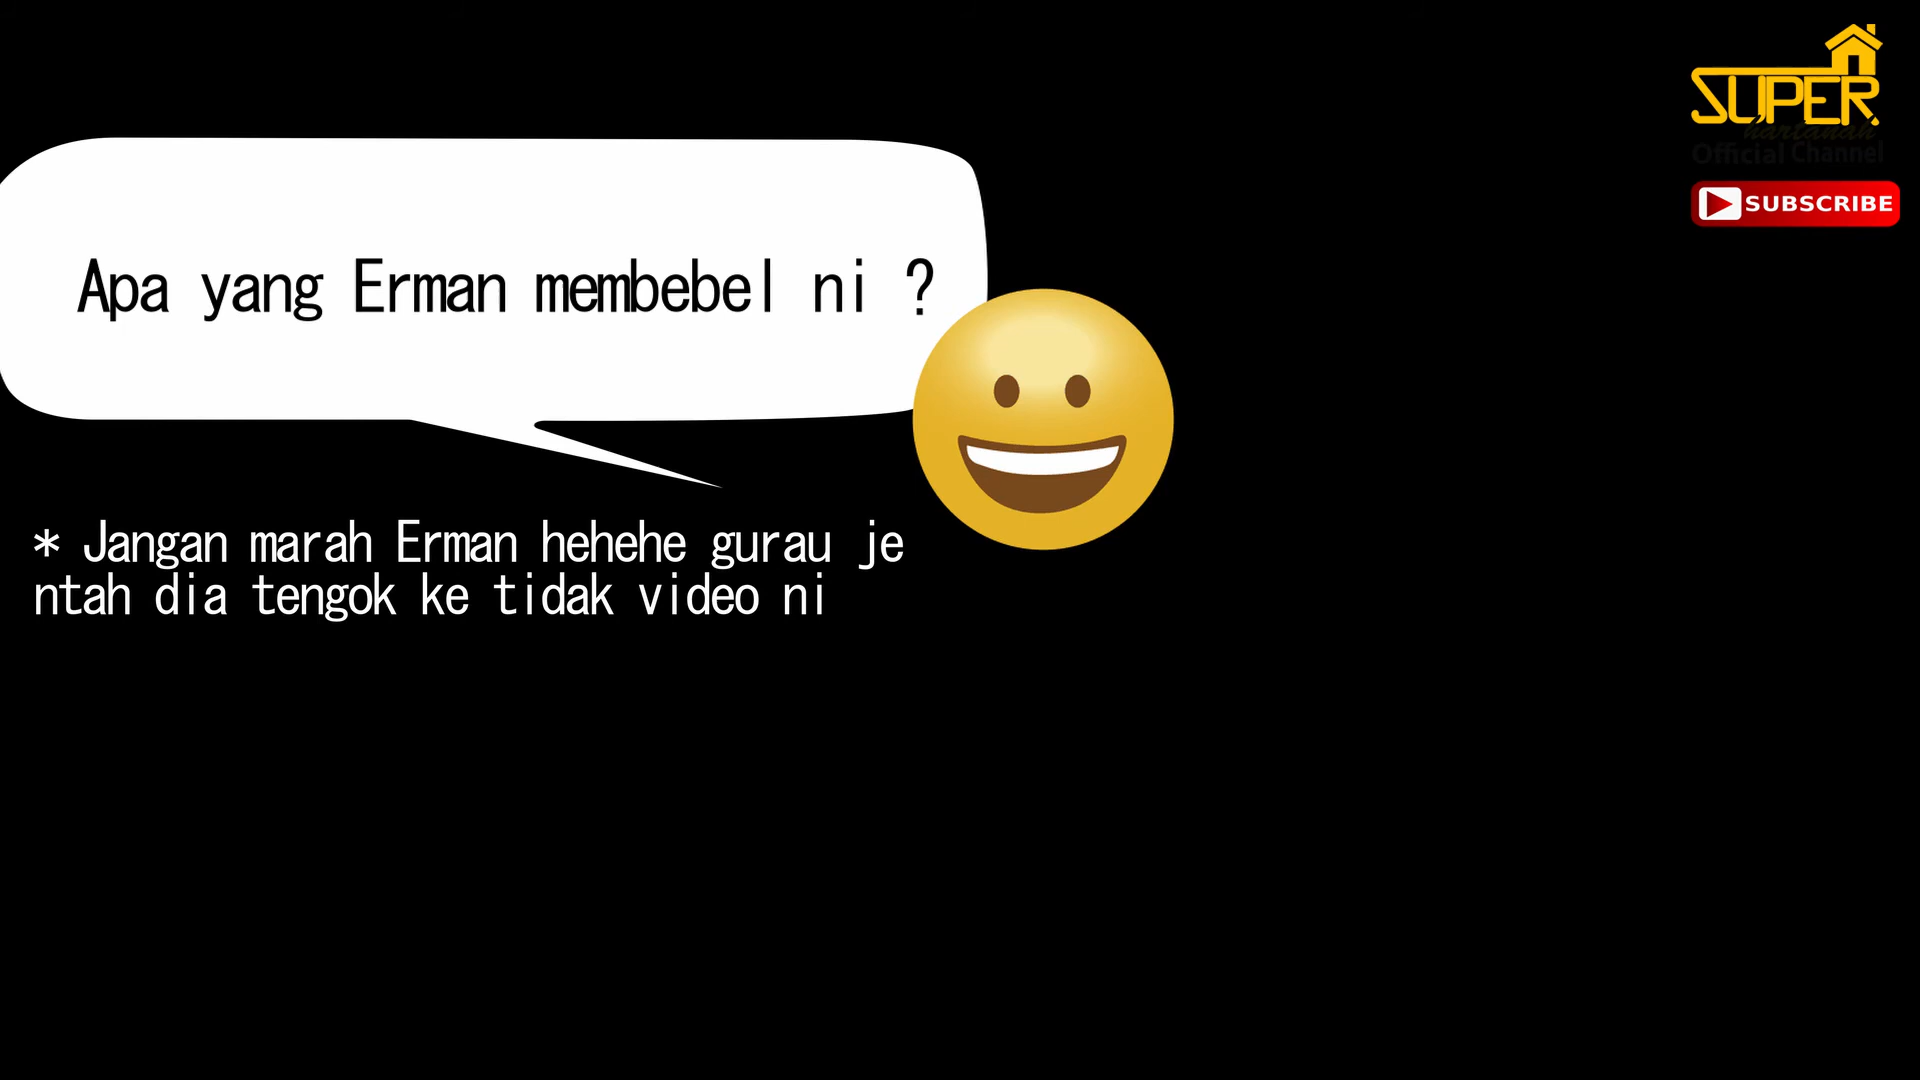 SUPER
hartanah
Official Channel
SUBSCRIBE
Apa yang Erman membebel ni ?
* Jangan marah Erman hehehe gurau je
ntah dia tengok ke tidak video ni